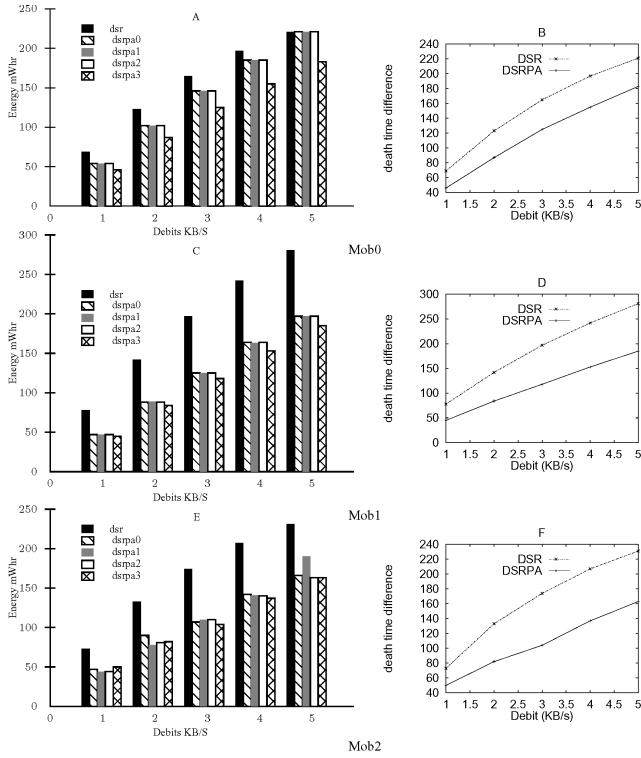 A
Energy mWhr
250
200
150
100
50
0
dsr
dsrpa0
dsrpa1
dsrpa2
dsrpa3
0 1 2 3 4 5
Debits KB/S
B
death time difference
240
220
200
180
160
140
120
100
80
60
40
DSR
DSRPA
1 1.5 2 2.5 3 3.5 4 4.5 5
Debit (KB/s)
Mob0
C
Energy mWhr
300
250
200
150
100
50
0
dsr
dsrpa0
dsrpa1
dsrpa2
dsrpa3
0 1 2 3 4 5
Debits KB/S
D
death time difference
300
250
200
150
100
50
0
DSR
DSRPA
1 1.5 2 2.5 3 3.5 4 4.5 5
Debit (KB/s)
Mob1
E
Energy mWhr
250
200
150
100
50
0
dsr
dsrpa0
dsrpa1
dsrpa2
dsrpa3
0 1 2 3 4 5
Debits KB/S
F
death time difference
240
220
200
180
160
140
120
100
80
60
40
DSR
DSRPA
1 1.5 2 2.5 3 3.5 4 4.5 5
Debit (KB/s)
Mob2